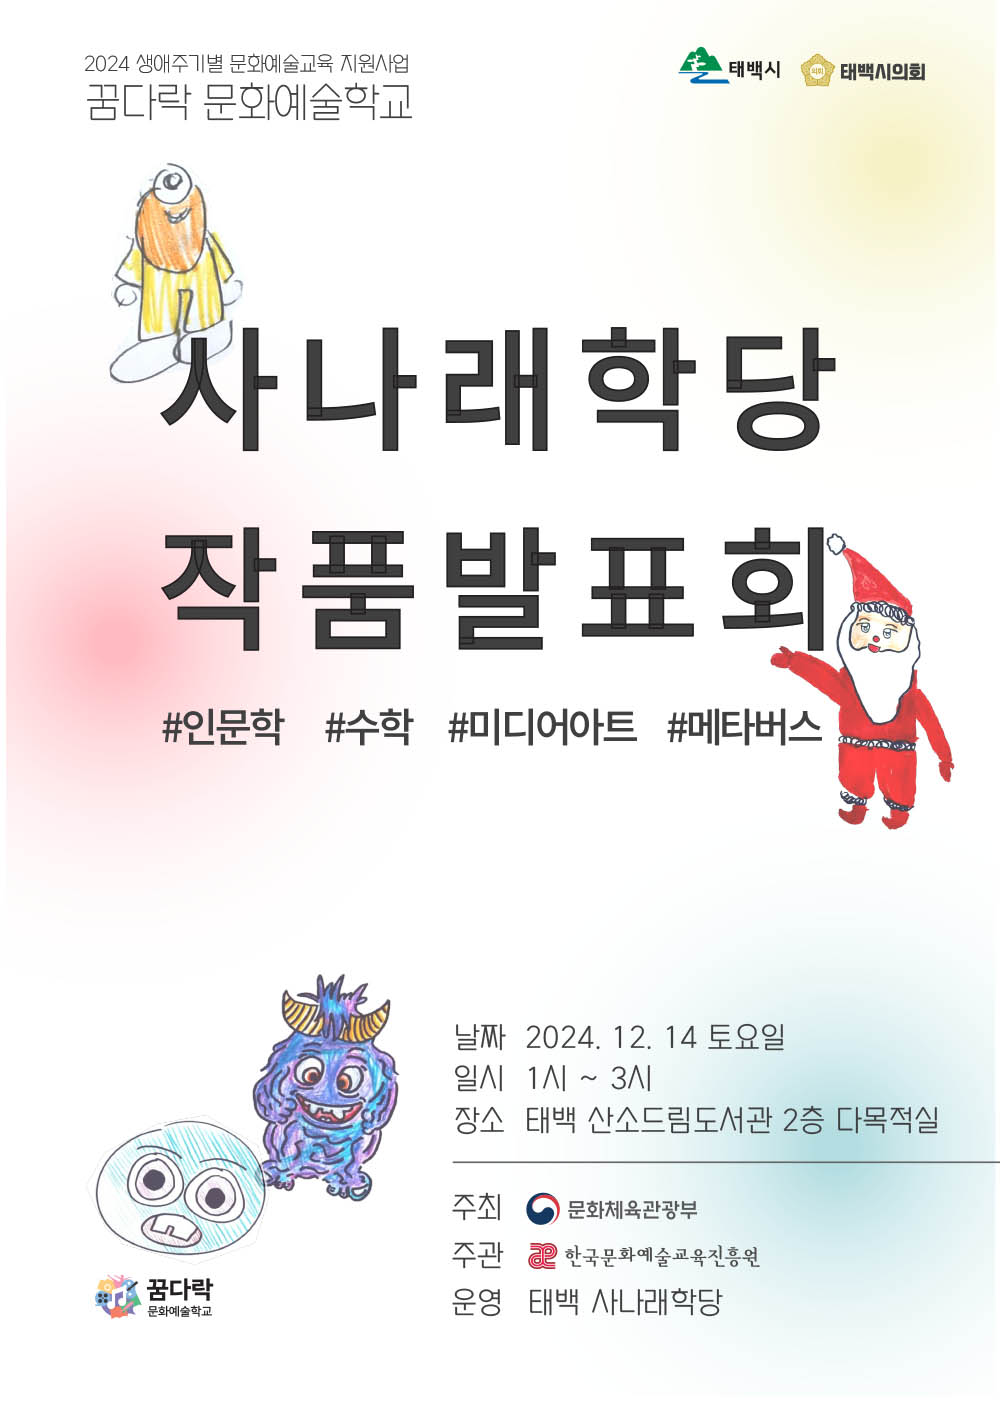 2024 생애주기별 문화예술교육 지원사업
꿈다락 문화예술학교
태백시
의회
태백시의회
사나래학당
작품발표회
#인문학 #수학 #미디어아트 #메타버스
날짜 2024. 12. 14 토요일
일시 1시 ~ 3시
장소 태백 산소드림도서관 2층 다목적실
주최 문화체육관광부
주관 한국문화예술교육진흥원
운영 태백 사나래학당
꿈다락
문화예술학교